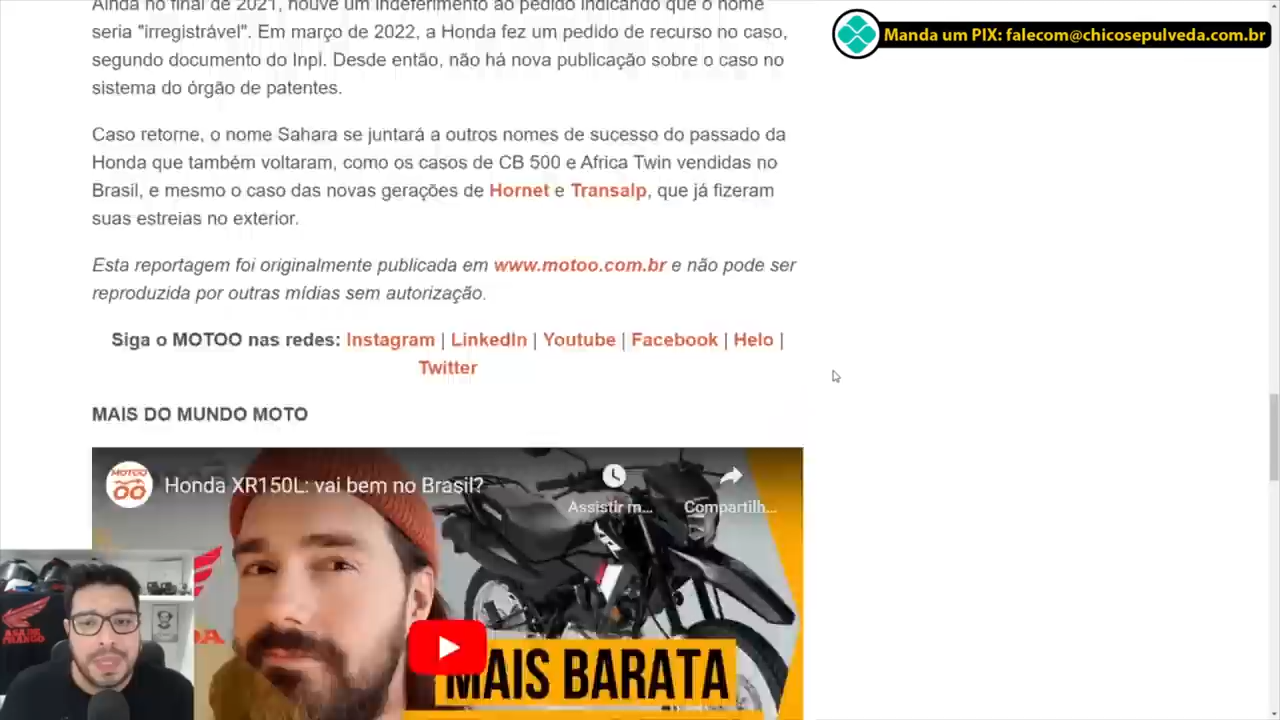 Ainda no final de 2021, houve um indeferimento ao pedido indicando que o nome
seria "irregistrável". Em março de 2022, a Honda fez um pedido de recurso no caso,
segundo documento do InpI. Desde então, não há nova publicação sobre o caso no
sistema do órgão de patentes.
Caso retorne, o nome Sahara se juntará a outros nomes de sucesso do passado da
Honda que também voltaram, como os casos de CB 500 e Africa Twin vendidas no
Brasil, e mesmo o caso das novas gerações de Hornet e Transalp, que já fizeram
suas estreias no exterior.
Esta reportagem foi originalmente publicada em www.motoo.com.br e não pode ser
reproduzida por outras mídias sem autorização.
Siga o MOTOO nas redes: Instagram | LinkedIn | Youtube | Facebook | Helo |
Twitter
MAIS DO MUNDO MOTO
MOTOO
Honda XR150L: vai bem no Brasil?
Assistir m...
Compartilh...
MAIS BARATA
Manda um PIX: falecom@chicosepulveda.com.br
ASA DE
FRANGO